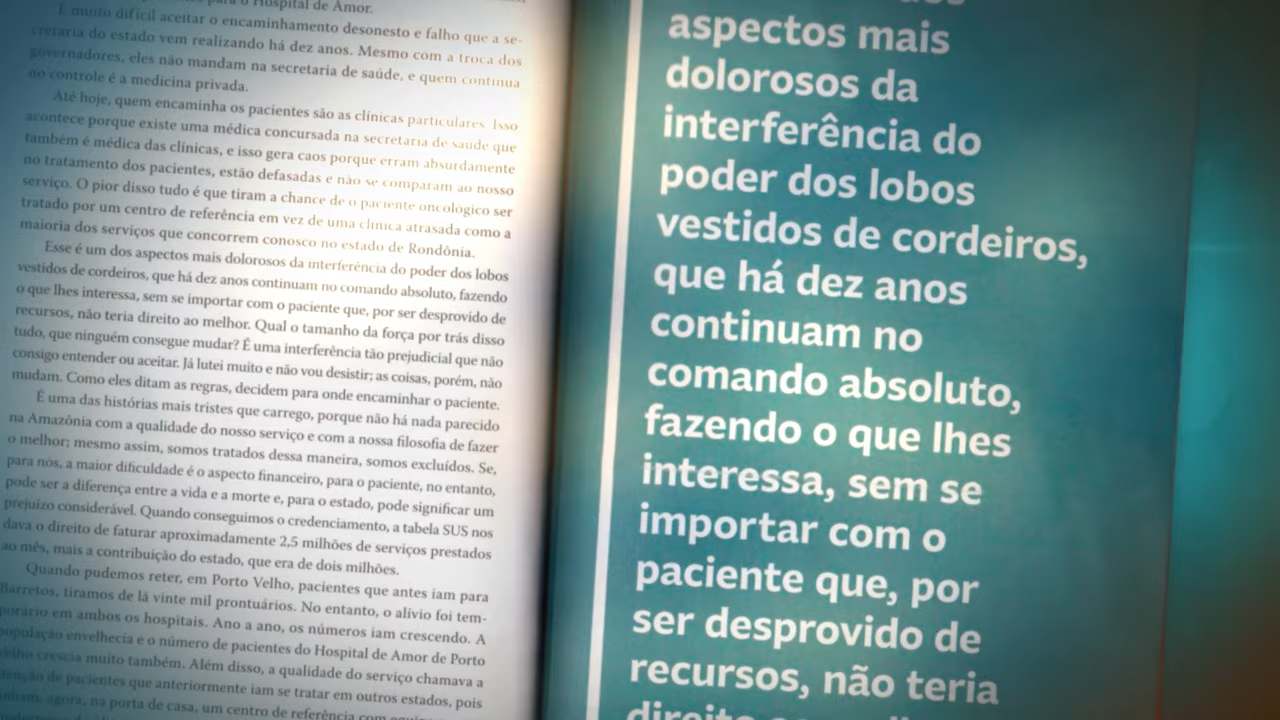 para o Hospital de Amor.
É muito difícil aceitar o encaminhamento desonesto e falho que a se-
cretaria do estado vem realizando há dez anos. Mesmo com a troca dos
governadores, eles não mandam na secretaria de saúde, e quem continua
no controle é a medicina privada.
Até hoje, quem encaminha os pacientes são as clínicas particulares. Isso
acontece porque existe uma médica concursada na secretaria de saúde que
também é médica das clínicas, e isso gera caos porque erram absurdamente
no tratamento dos pacientes, estão defasadas e não se comparam ao nosso
serviço. O pior disso tudo é que tiram a chance de o paciente oncológico ser
tratado por um centro de referência em vez de uma clínica atrasada como a
maioria dos serviços que concorrem conosco no estado de Rondônia.
Esse é um dos aspectos mais dolorosos da interferência do poder dos lobos
vestidos de cordeiros, que há dez anos continuam no comando absoluto, fazendo
o que lhes interessa, sem se importar com o paciente que, por ser desprovido de
recursos, não teria direito ao melhor. Qual o tamanho da força por trás disso
tudo, que ninguém consegue mudar? É uma interferência tão prejudicial que não
consigo entender ou aceitar. Já lutei muito e não vou desistir; as coisas, porém, não
mudam. Como eles ditam as regras, decidem para onde encaminhar o paciente.
É uma das histórias mais tristes que carrego, porque não há nada parecido
na Amazônia com a qualidade do nosso serviço e com a nossa filosofia de fazer
o melhor; mesmo assim, somos tratados dessa maneira, somos excluídos. Se,
para nós, a maior dificuldade é o aspecto financeiro, para o paciente, no entanto,
pode ser a diferença entre a vida e a morte e, para o estado, pode significar um
prejuízo considerável. Quando conseguimos o credenciamento, a tabela SUS nos
dava o direito de faturar aproximadamente 2,5 milhões de serviços prestados
ao mês, mais a contribuição do estado, que era de dois milhões.
Quando pudemos reter, em Porto Velho, pacientes que antes iam para
Barretos, tiramos de lá vinte mil prontuários. No entanto, o alívio foi tem-
porário em ambos os hospitais. Ano a ano, os números iam crescendo. A
população envelhecia e o número de pacientes do Hospital de Amor de Porto
Velho crescia muito também. Além disso, a qualidade do serviço chamava a
atenção de pacientes que anteriormente iam se tratar em outros estados, pois
tinham, agora, na porta de casa, um centro de referência com
aspectos mais
dolorosos da
interferência do
poder dos lobos
vestidos de cordeiros,
que há dez anos
continuam no
comando absoluto,
fazendo o que lhes
interessa, sem se
importar com o
paciente que, por
ser desprovido de
recursos, não teria
direito